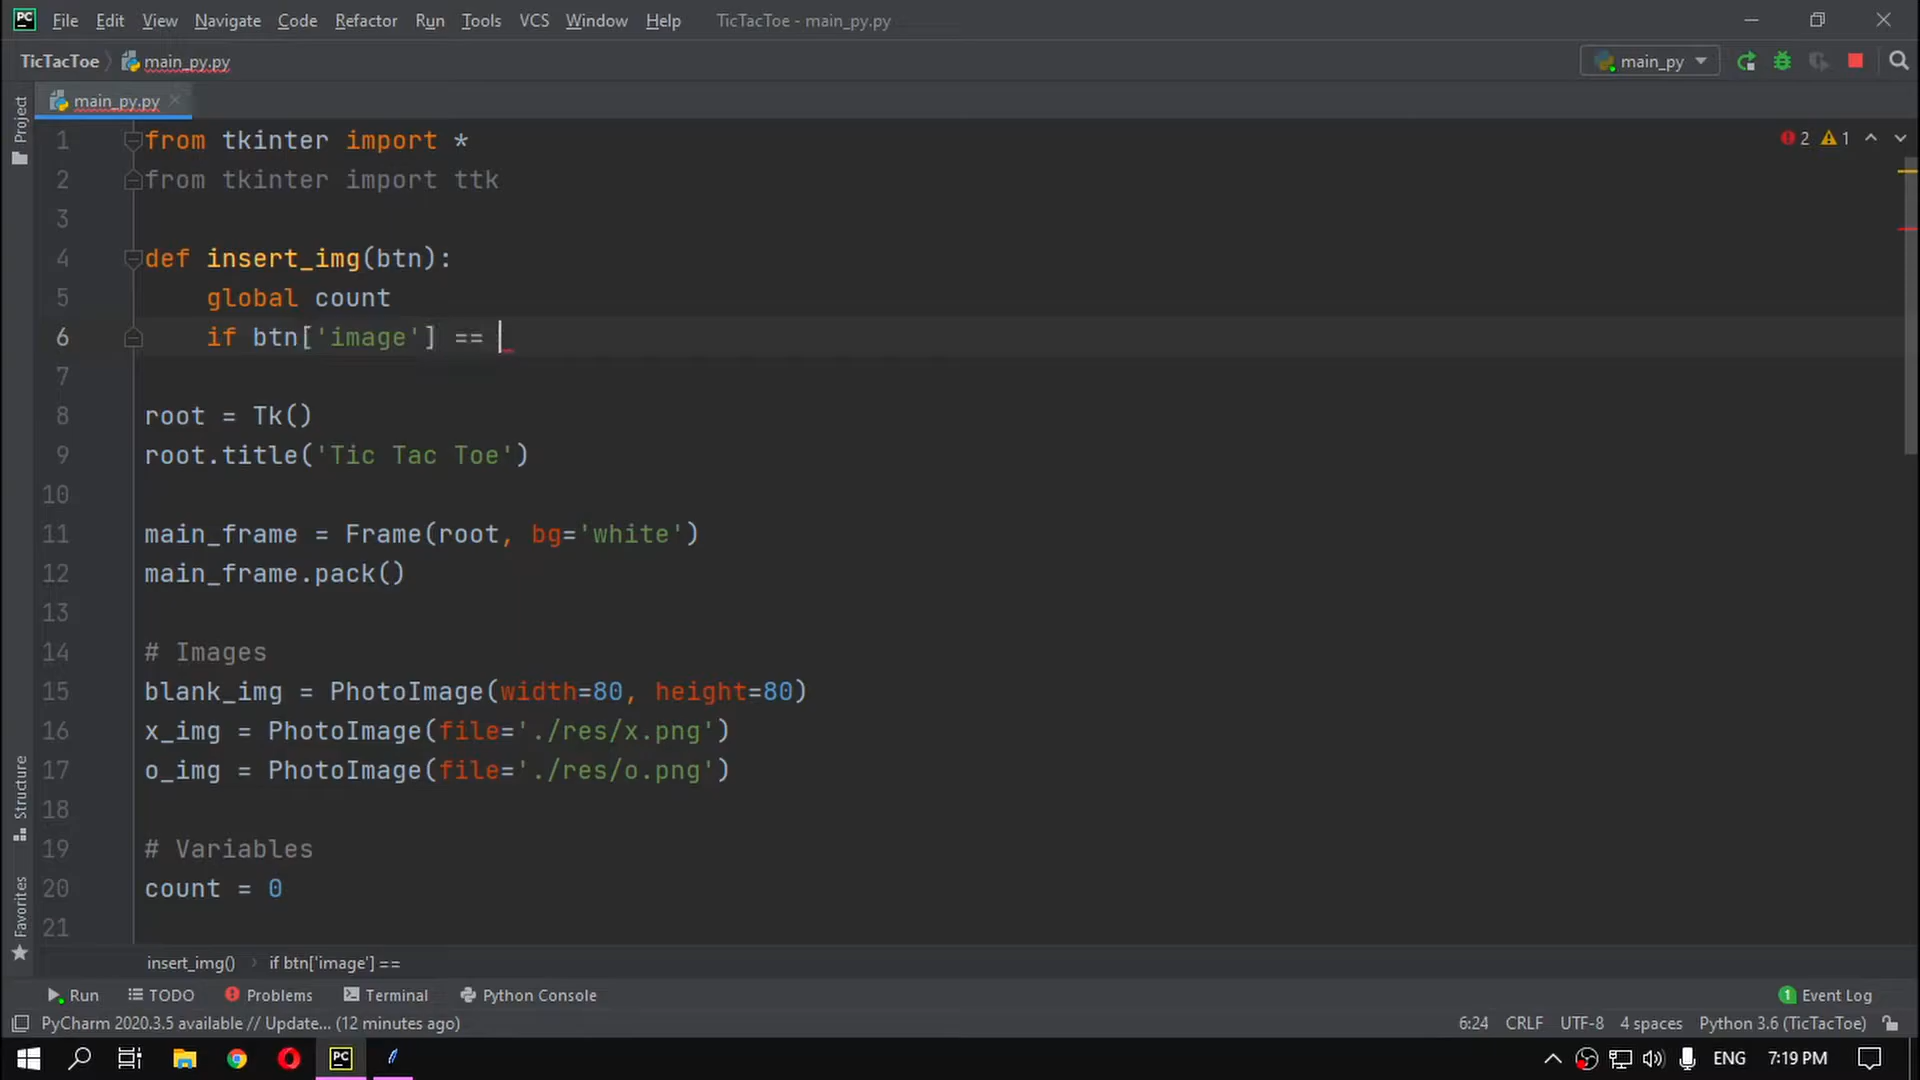 PC File Edit View Navigate Code Refactor Run Tools VCS Window Help TicTacToe - main_py.py
TicTacToe main_py.py main_py
main_py.py
Project
1 from tkinter import * 2 1
2 from tkinter import ttk
3
4 def insert_img(btn):
5 global count
6 if btn['image'] ==
7
8 root = Tk()
9 root.title('Tic Tac Toe')
10
11 main_frame = Frame(root, bg='white')
12 main_frame.pack()
13
14 # Images
15 blank_img = PhotoImage(width=80, height=80)
16 x_img = PhotoImage(file='./res/x.png')
17 o_img = PhotoImage(file='./res/o.png')
18
19 # Variables
20 count = 0
21
Structure
Favorites
insert_img() if btn['image'] ==
Run TODO Problems Terminal Python Console 1 Event Log
PyCharm 2020.3.5 available // Update... (12 minutes ago) 6:24 CRLF UTF-8 4 spaces Python 3.6 (TicTacToe)
PC ENG 7:19 PM